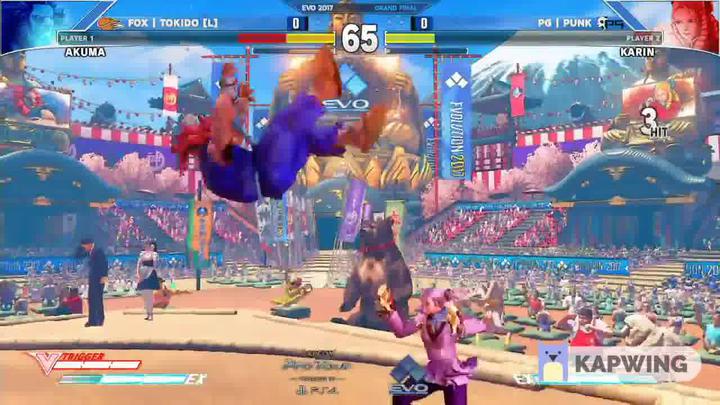 EVO 2017 GRAND FINAL
FOX | TOKIDO [L] 0 65 0 PG | PUNK
PLAYER 1 PLAYER 2
AKUMA KARIN
EVO
EVOLUTION 2017
3
HIT
V TRIGGER
EX
CAPCOM
PRO TOUR
PS4
EVO
KAPWING